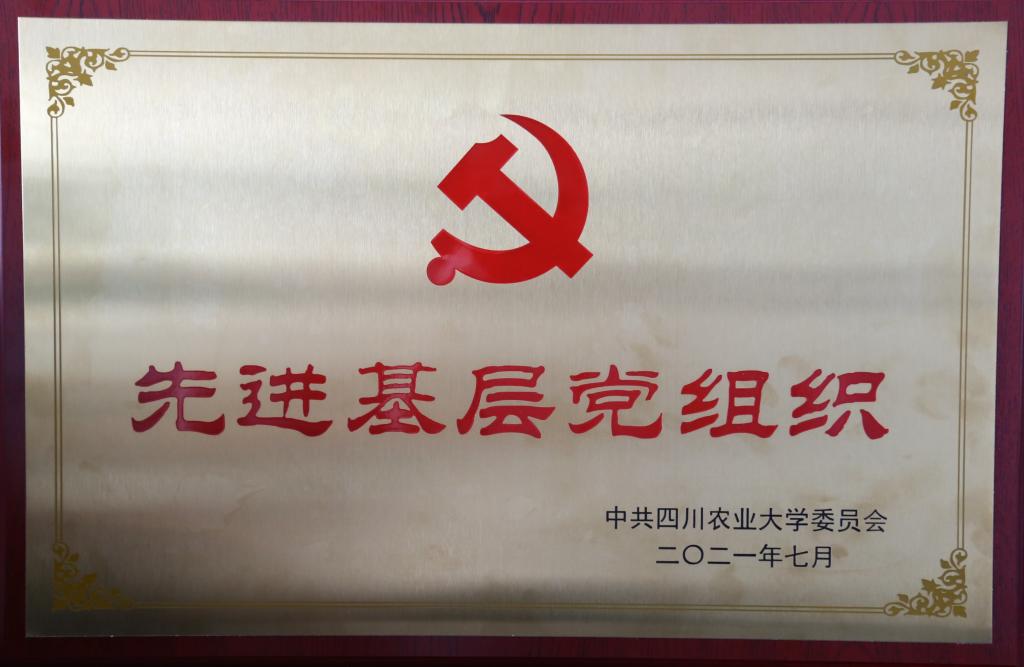 先进基层党组织
中共四川农业大学委员会
二〇二一年七月